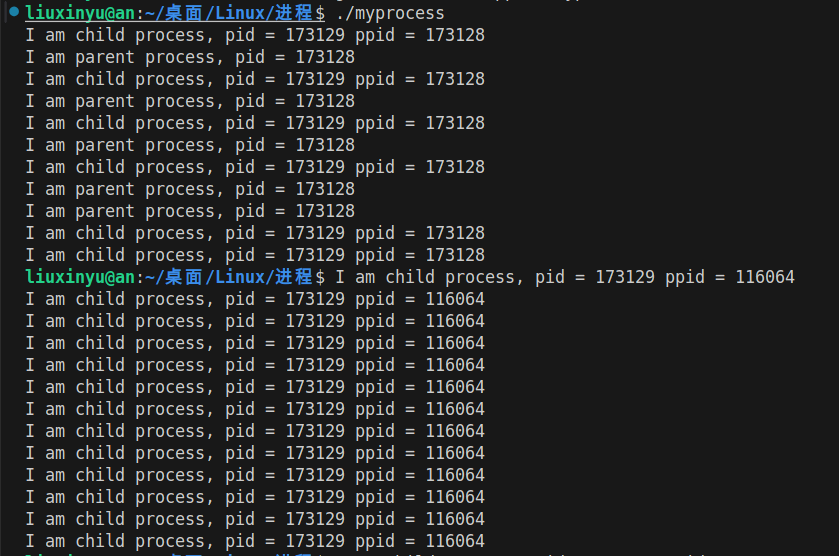 liuxinyu@an:~/桌面/Linux/进程$ ./myprocess
I am child process, pid = 173129 ppid = 173128
I am parent process, pid = 173128
I am child process, pid = 173129 ppid = 173128
I am parent process, pid = 173128
I am child process, pid = 173129 ppid = 173128
I am parent process, pid = 173128
I am child process, pid = 173129 ppid = 173128
I am parent process, pid = 173128
I am parent process, pid = 173128
I am child process, pid = 173129 ppid = 173128
I am child process, pid = 173129 ppid = 173128
liuxinyu@an:~/桌面/Linux/进程$ I am child process, pid = 173129 ppid = 116064
I am child process, pid = 173129 ppid = 116064
I am child process, pid = 173129 ppid = 116064
I am child process, pid = 173129 ppid = 116064
I am child process, pid = 173129 ppid = 116064
I am child process, pid = 173129 ppid = 116064
I am child process, pid = 173129 ppid = 116064
I am child process, pid = 173129 ppid = 116064
I am child process, pid = 173129 ppid = 116064
I am child process, pid = 173129 ppid = 116064
I am child process, pid = 173129 ppid = 116064
I am child process, pid = 173129 ppid = 116064